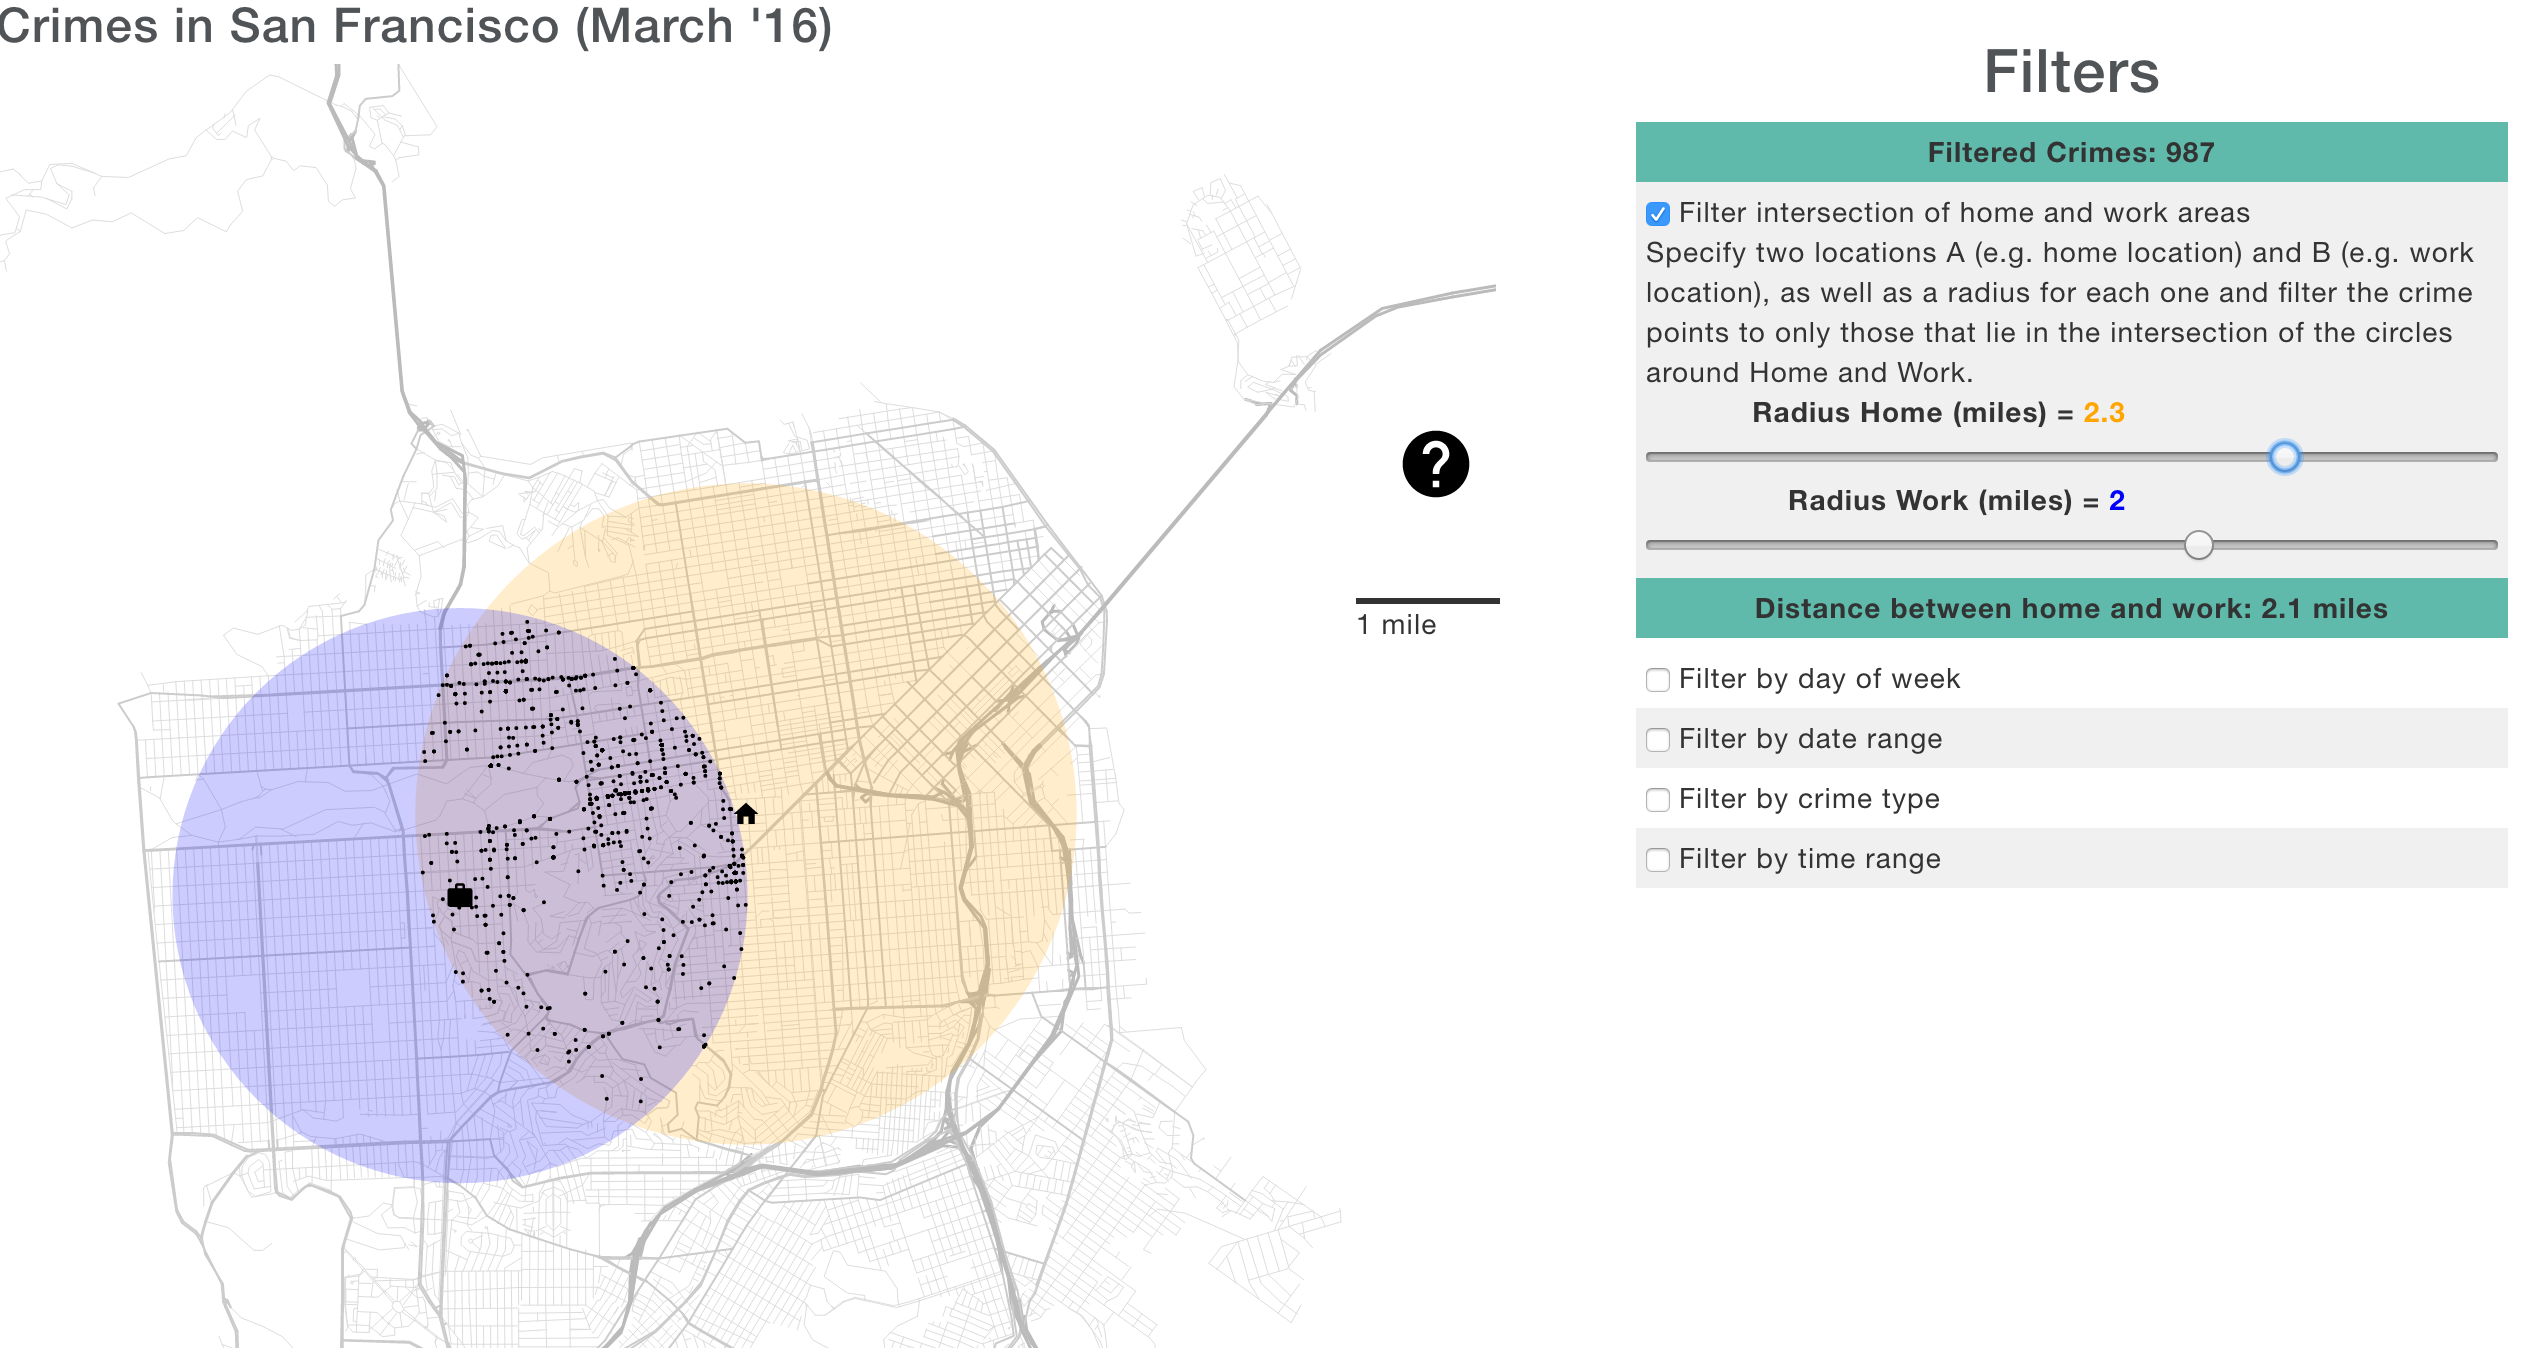 Crimes in San Francisco (March '16)
Filters
Filtered Crimes: 987
Filter intersection of home and work areas
Specify two locations A (e.g. home location) and B (e.g. work
location), as well as a radius for each one and filter the crime
points to only those that lie in the intersection of the circles
around Home and Work.
Radius Home (miles) = 2.3
Radius Work (miles) = 2
Distance between home and work: 2.1 miles
Filter by day of week
Filter by date range
Filter by crime type
Filter by time range
?
1 mile